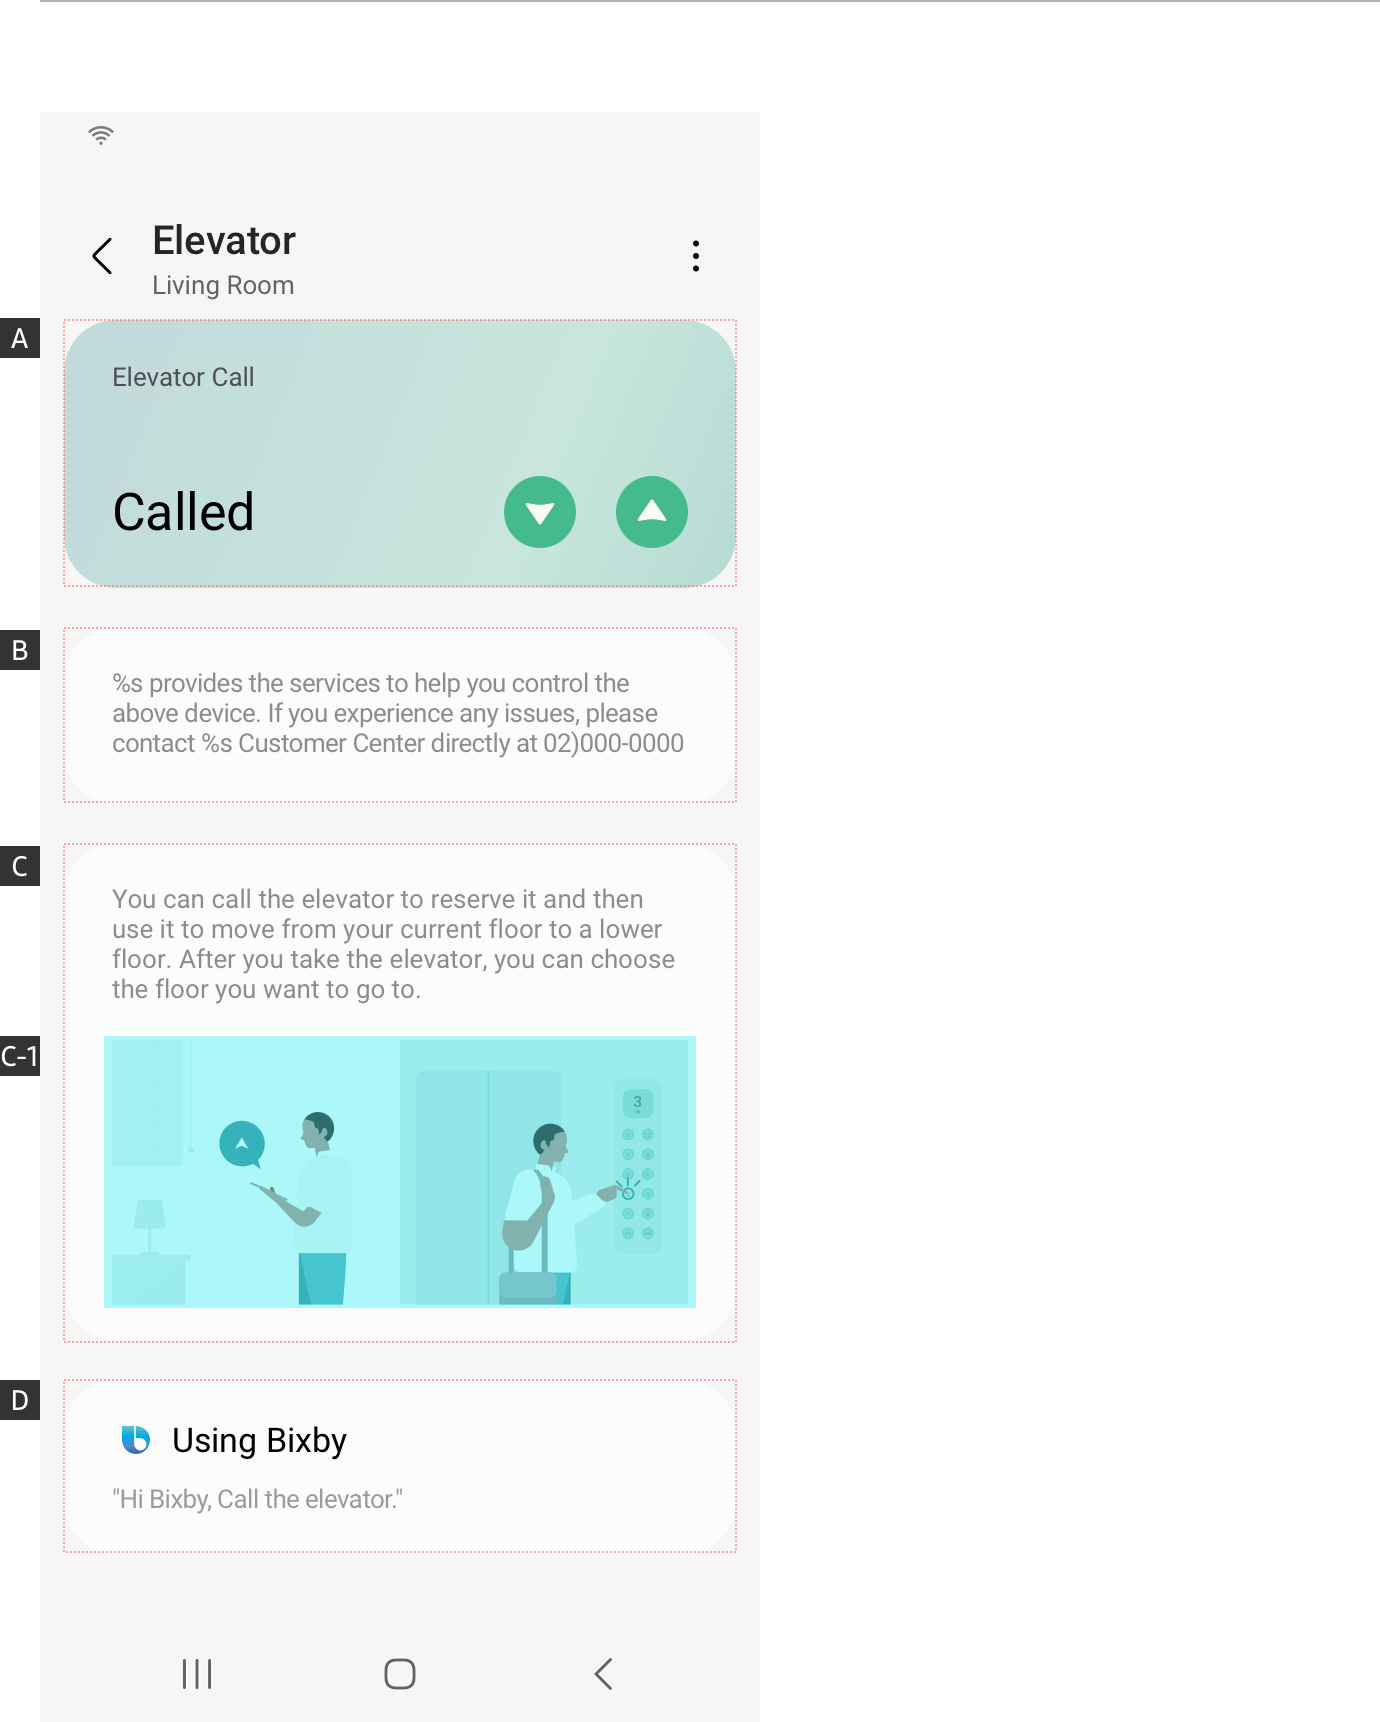 Elevator
Living Room
A
Elevator Call
Called
B
%s provides the services to help you control the
above device. If you experience any issues, please
contact %s Customer Center directly at 02)000-0000
C
You can call the elevator to reserve it and then
use it to move from your current floor to a lower
floor. After you take the elevator, you can choose
the floor you want to go to.
C-1
3
D
Using Bixby
"Hi Bixby, Call the elevator."